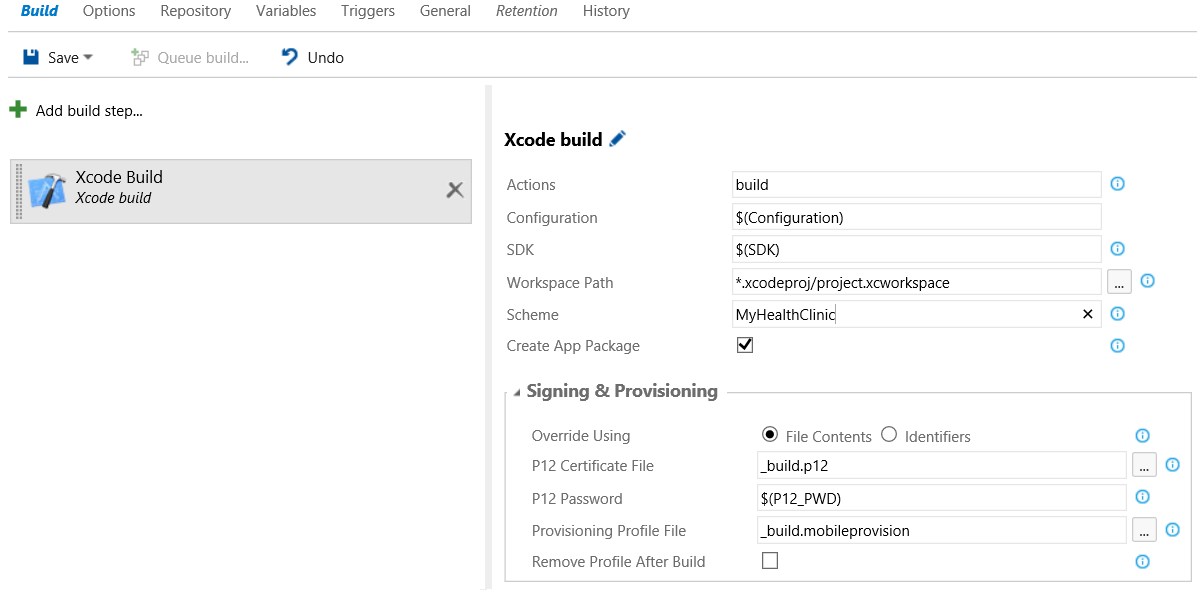 Build Options Repository Variables Triggers General Retention History
Save Queue build... Undo
Add build step...
Xcode Build
Xcode build
Xcode build
Actions build
Configuration $(Configuration)
SDK $(SDK)
Workspace Path *.xcodeproj/project.xcworkspace ...
Scheme MyHealthClinic
Create App Package
Signing & Provisioning
Override Using File Contents Identifiers
P12 Certificate File _build.p12 ...
P12 Password $(P12_PWD)
Provisioning Profile File _build.mobileprovision ...
Remove Profile After Build